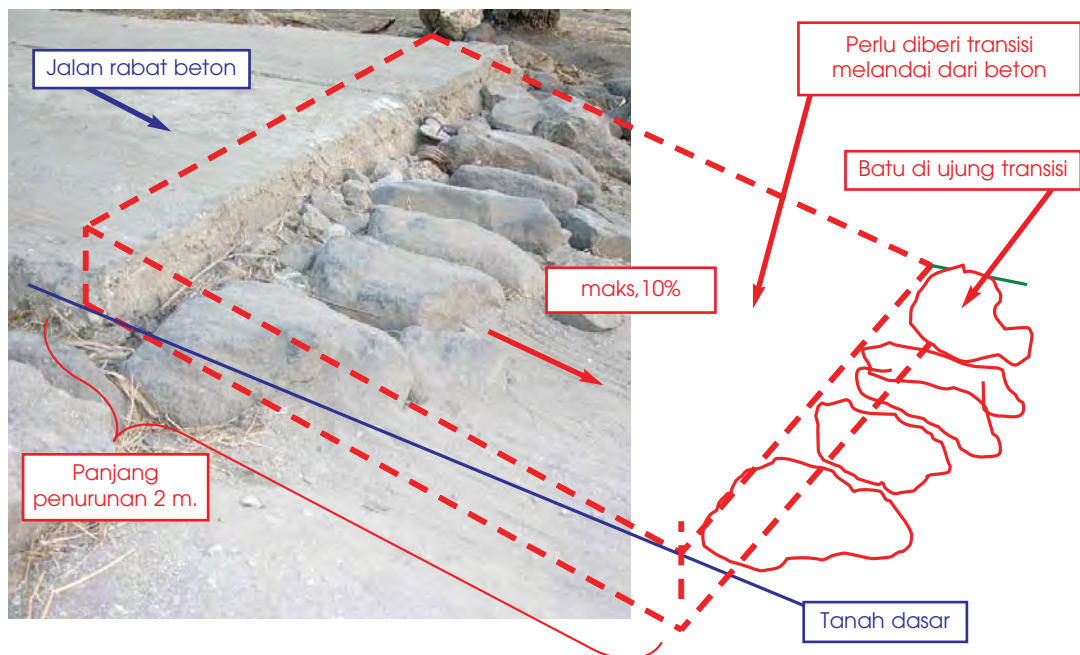 Jalan rabat beton
Perlu diberi transisi
melandai dari beton
Batu di ujung transisi
maks,10%
Panjang
penurunan 2 m.
Tanah dasar